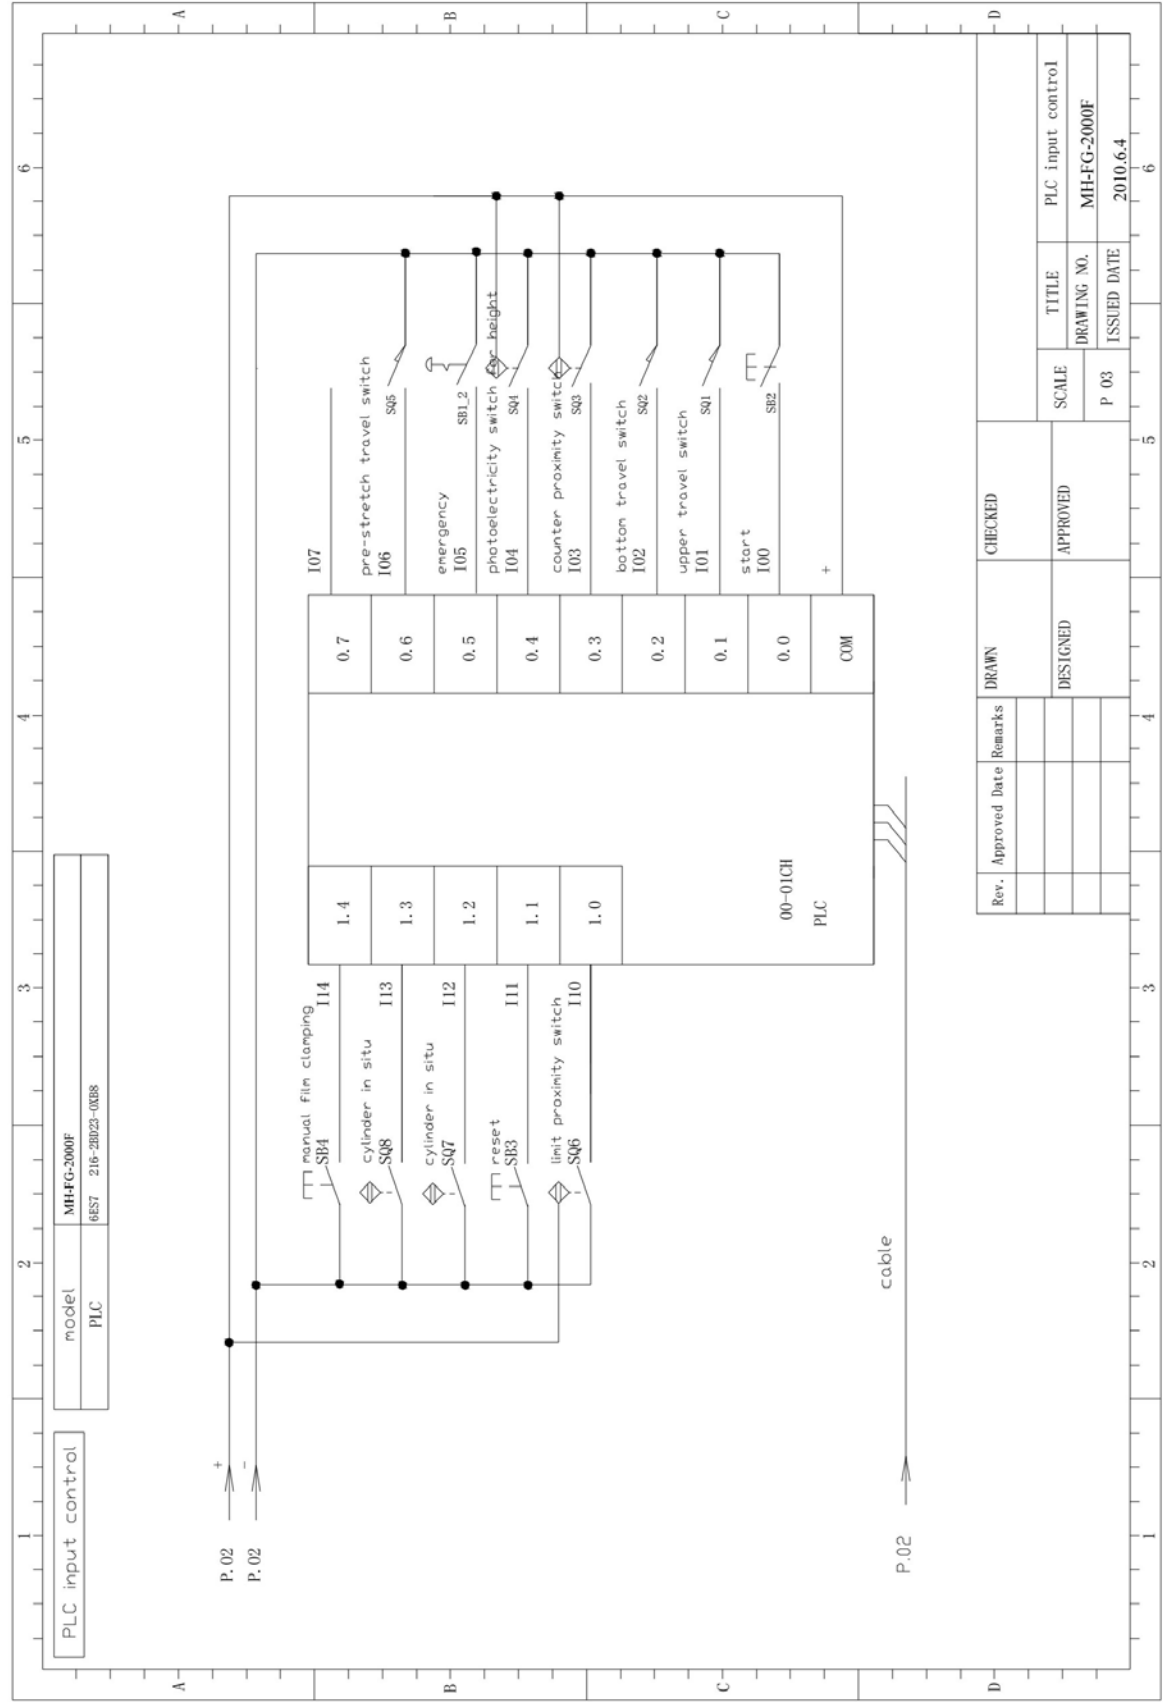 PLC input control
model MH-FG-2000F
PLC 6ES7 216-2BD23-0XB8
1 2 3 4 5 6
A
B
C
D
A
B
C
D
P.02 +
P.02 -
manual film clamping
SB4 I14 1.4
cylinder in situ
SQ8 I13 1.3
cylinder in situ
SQ7 I12 1.2
reset
SB3 I11 1.1
limit proximity switch
SQ6 I10 1.0
00-01CH
PLC
0.7 I07
pre-stretch travel switch
0.6 I06 SQ5
emergency
0.5 I05 SB1_2
photoelectricity switch for height
0.4 I04 SQ4
counter proximity switch
0.3 I03 SQ3
bottom travel switch
0.2 I02 SQ2
upper travel switch
0.1 I01 SQ1
start
0.0 I00 SB2
COM +
cable
P.02
Rev. Approved Date Remarks
DRAWN CHECKED
DESIGNED APPROVED
SCALE
P 03
TITLE PLC input control
DRAWING NO. MH-FG-2000F
ISSUED DATE 2010.6.4
1 2 3 4 5 6